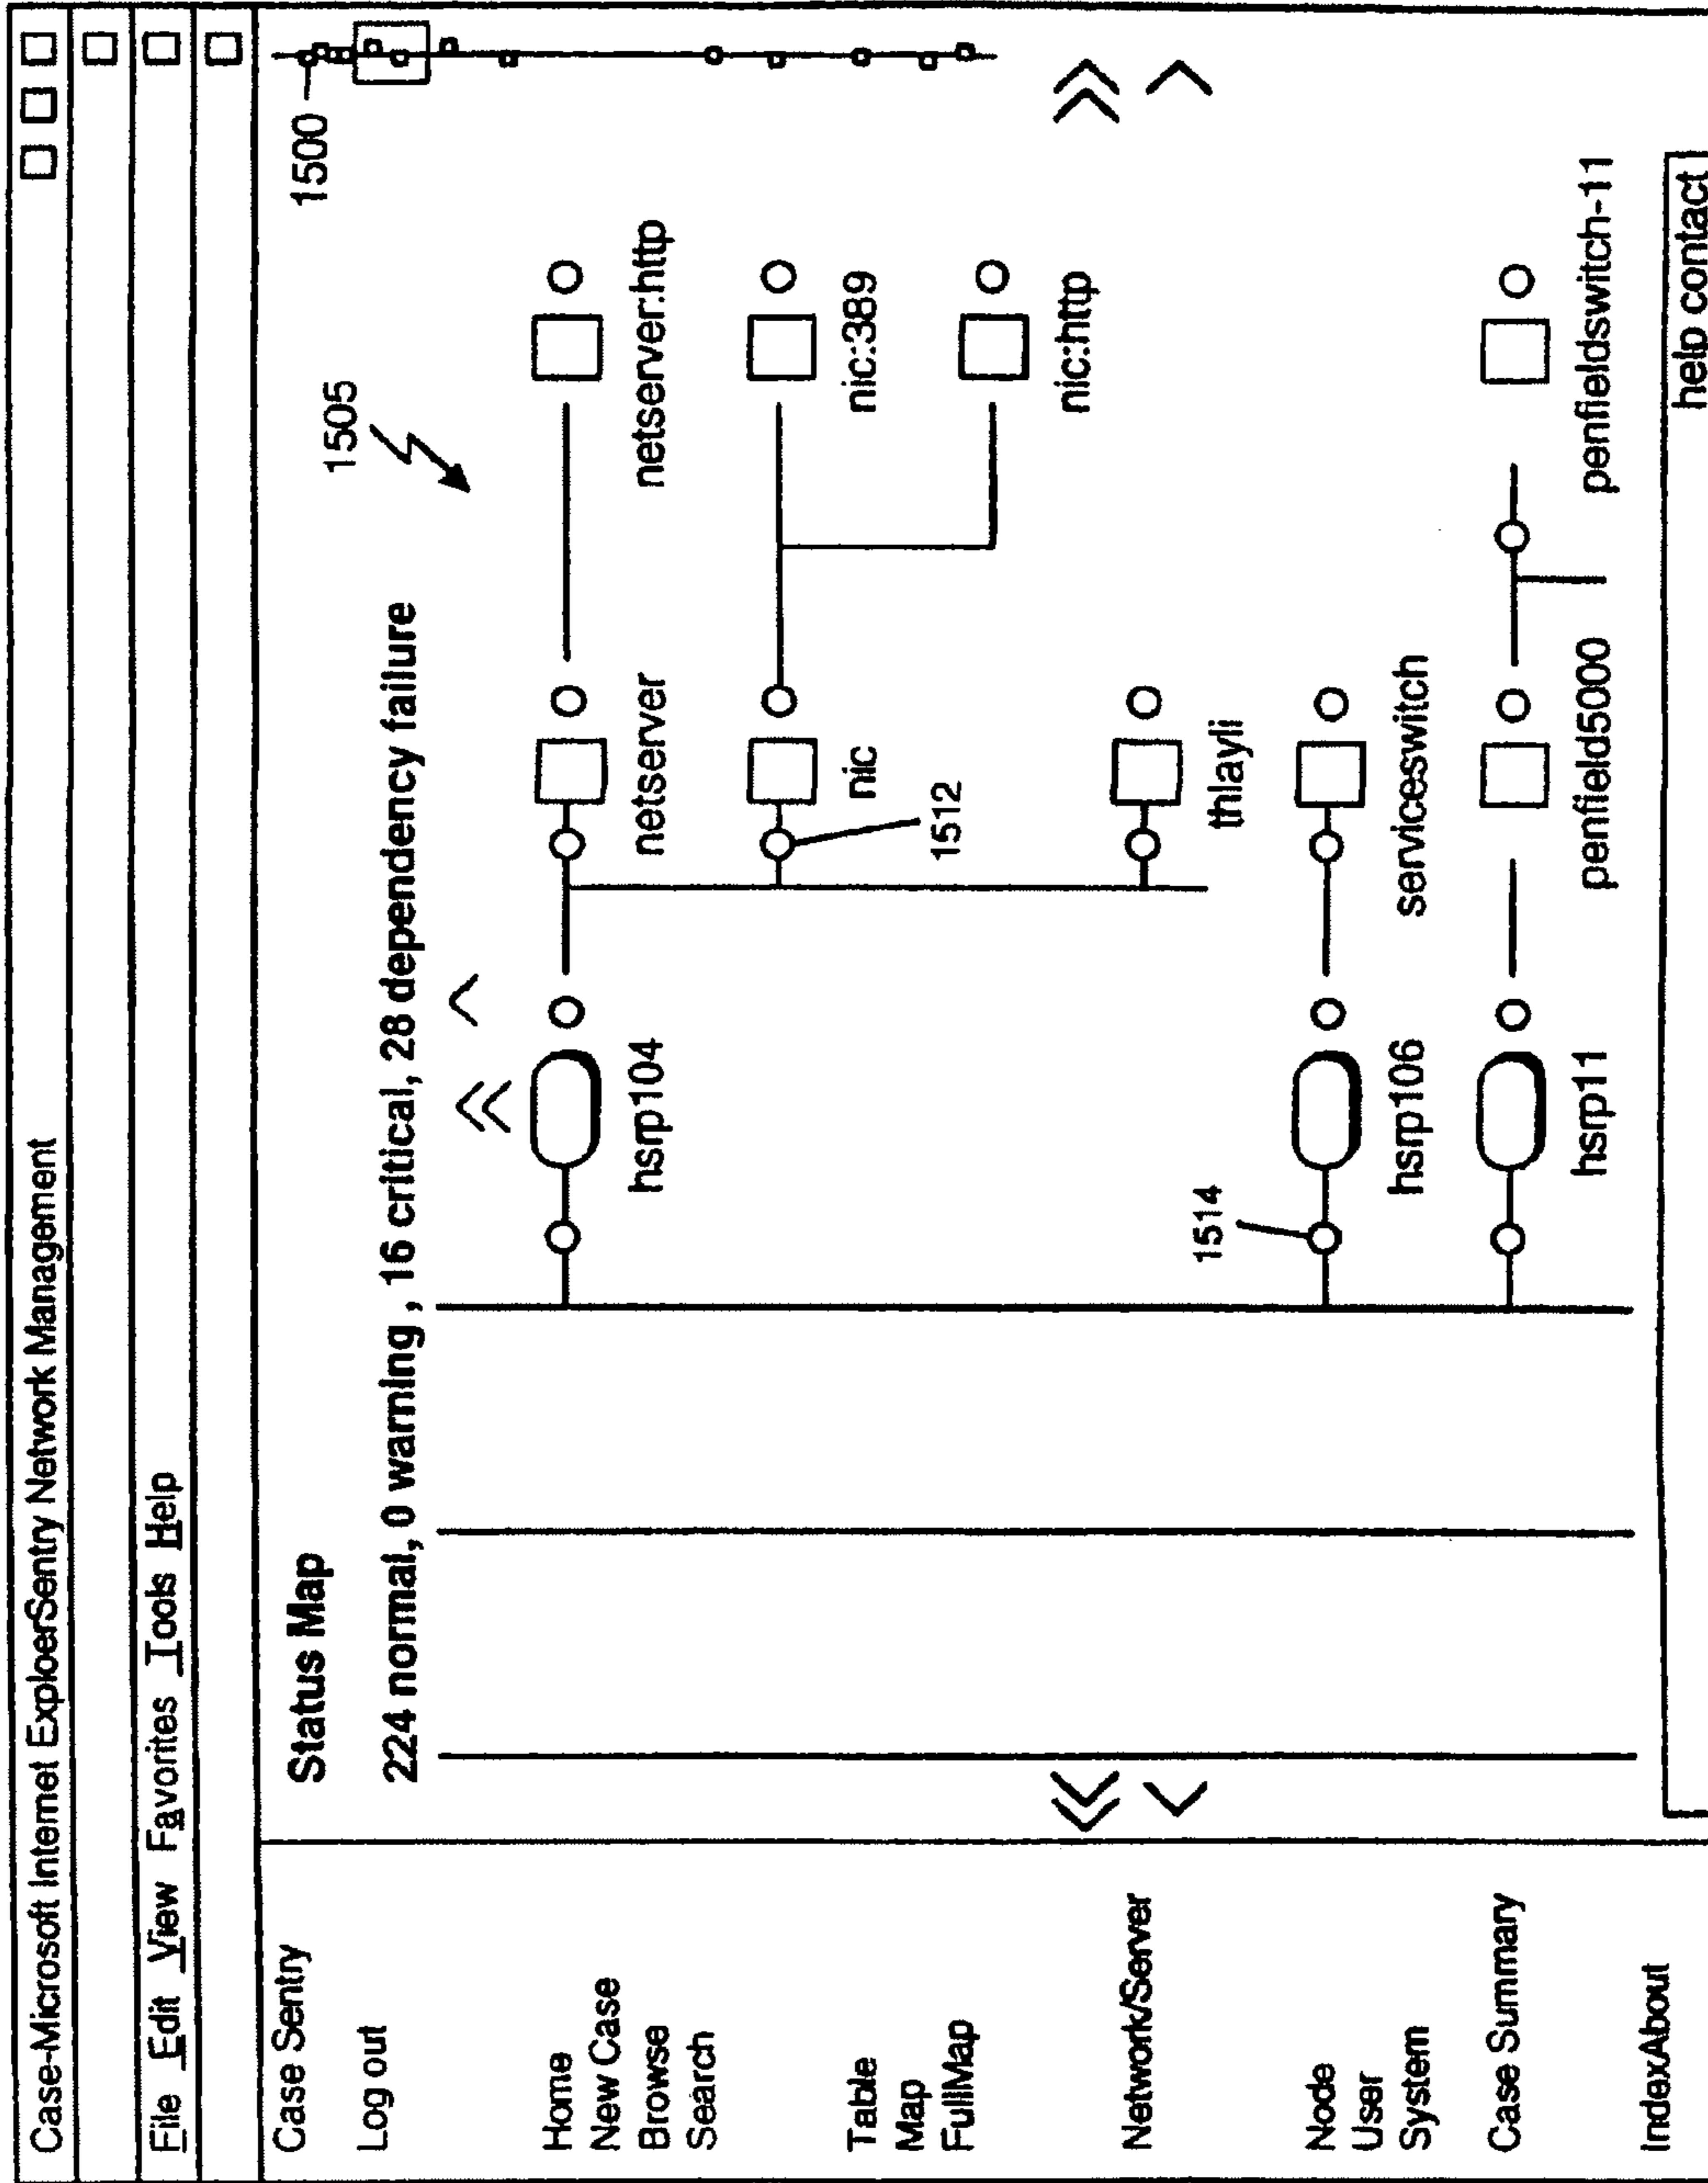 Case-Microsoft Internet ExploerSentry Network Management
File Edit View Favorites Tools Help
Case Sentry
Log out
Home
New Case
Browse
Search
Table
Map
FullMap
Network/Server
Node
User
System
Case Summary
IndexAbout
Status Map
1500
224 normal, 0 warning , 16 critical, 28 dependency failure
1505
hsrp104
netserver
netserver:http
nic
nic:389
1512
nic:http
thlayli
1514
hsrp106
serviceswitch
hsrp11
penfield5000
penfieldswitch-11
help contact